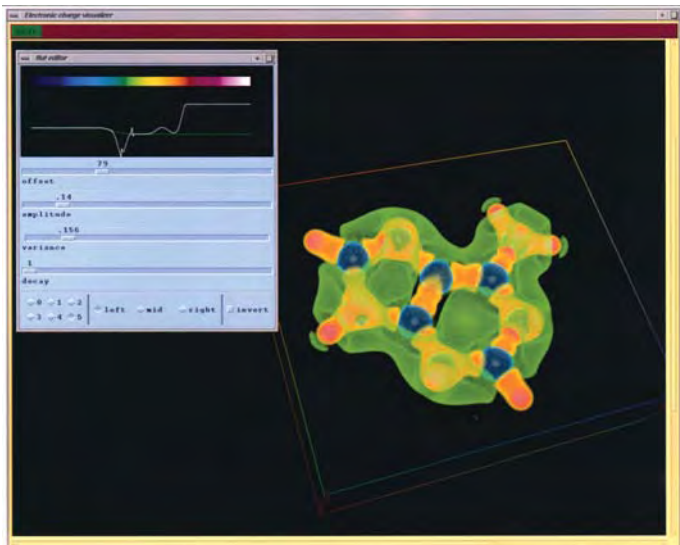 Electronic charge visualizer
Hut editor
79
offset
.14
amplitude
.156
variance
1
decay
0 1 2 left mid right invert
3 4 5